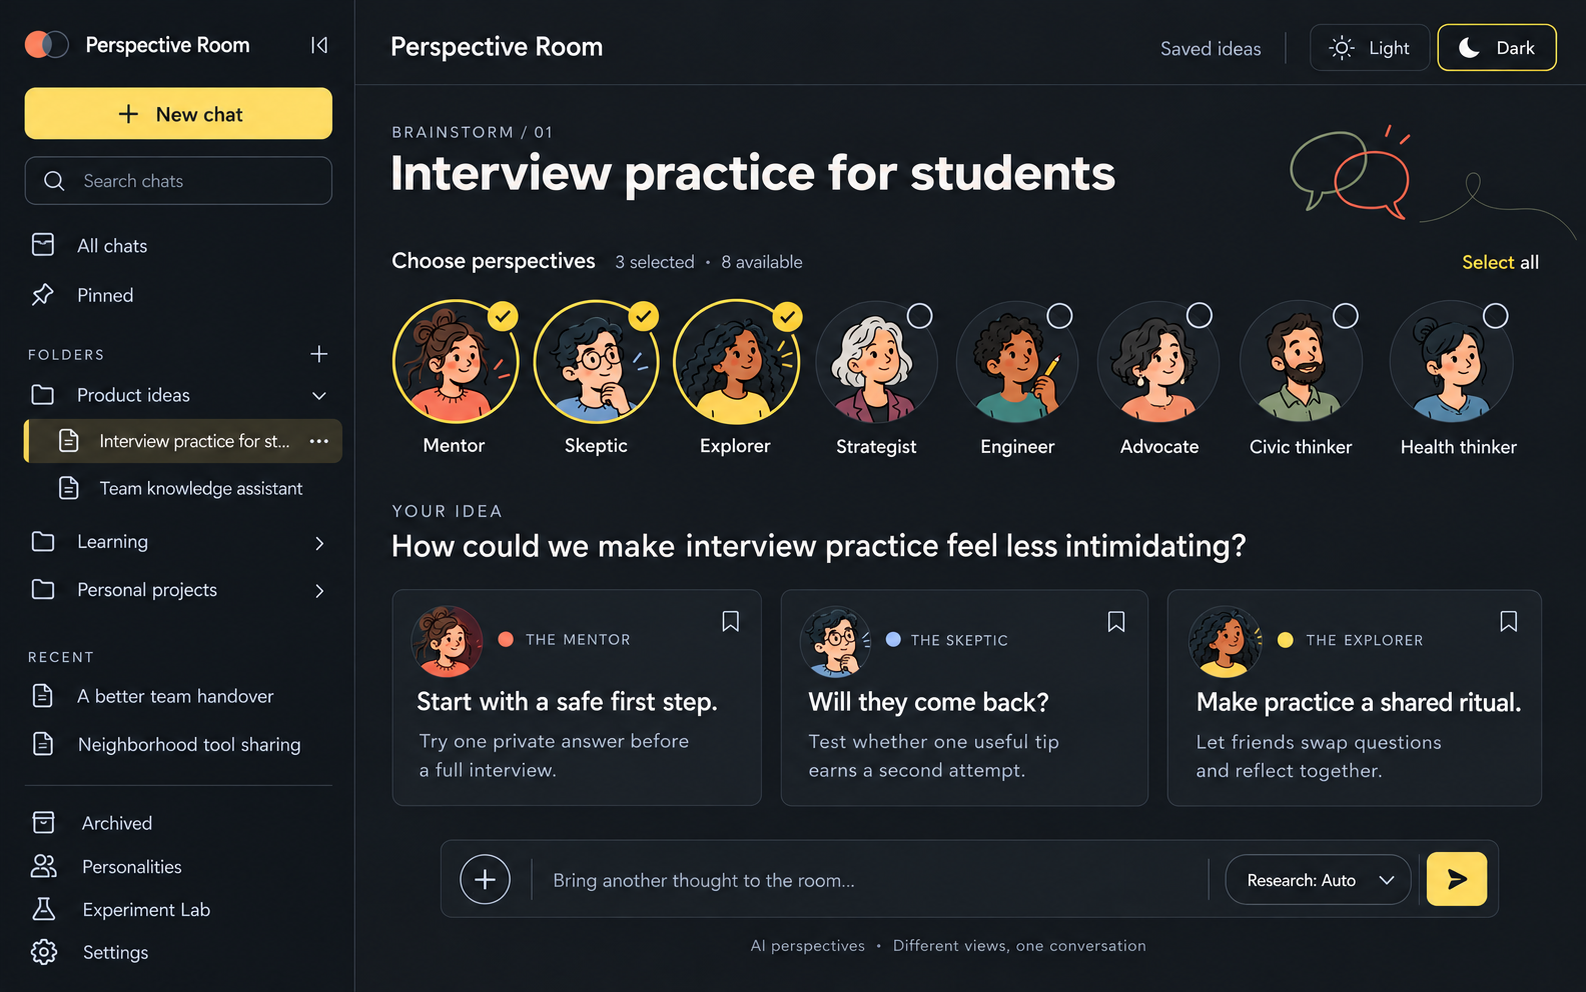 Perspective Room
New chat
Search chats
All chats
Pinned
FOLDERS
Product ideas
Interview practice for st...
Team knowledge assistant
Learning
Personal projects
RECENT
A better team handover
Neighborhood tool sharing
Archived
Personalities
Experiment Lab
Settings
Perspective Room
Saved ideas
Light
Dark
BRAINSTORM / 01
Interview practice for students
Choose perspectives 3 selected • 8 available
Select all
Mentor
Skeptic
Explorer
Strategist
Engineer
Advocate
Civic thinker
Health thinker
YOUR IDEA
How could we make interview practice feel less intimidating?
THE MENTOR
Start with a safe first step.
Try one private answer before
a full interview.
THE SKEPTIC
Will they come back?
Test whether one useful tip
earns a second attempt.
THE EXPLORER
Make practice a shared ritual.
Let friends swap questions
and reflect together.
Bring another thought to the room...
Research: Auto
AI perspectives • Different views, one conversation